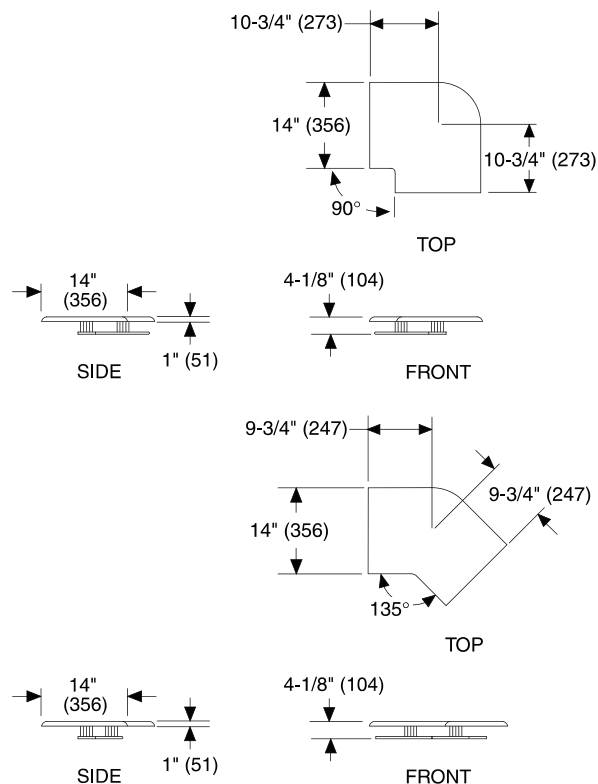 10-3/4" (273)
14" (356)
10-3/4" (273)
90°
TOP
14"
(356)
4-1/8" (104)
1" (51)
SIDE
FRONT
9-3/4" (247)
9-3/4" (247)
14" (356)
135°
TOP
14"
(356)
4-1/8" (104)
1" (51)
SIDE
FRONT